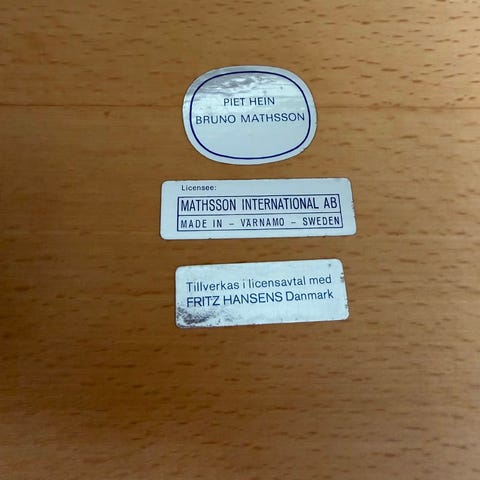 PIET HEIN
BRUNO MATHSSON
Licensee:
MATHSSON INTERNATIONAL AB
MADE IN – VÄRNAMO – SWEDEN
Tillverkas i licensavtal med
FRITZ HANSENS Danmark